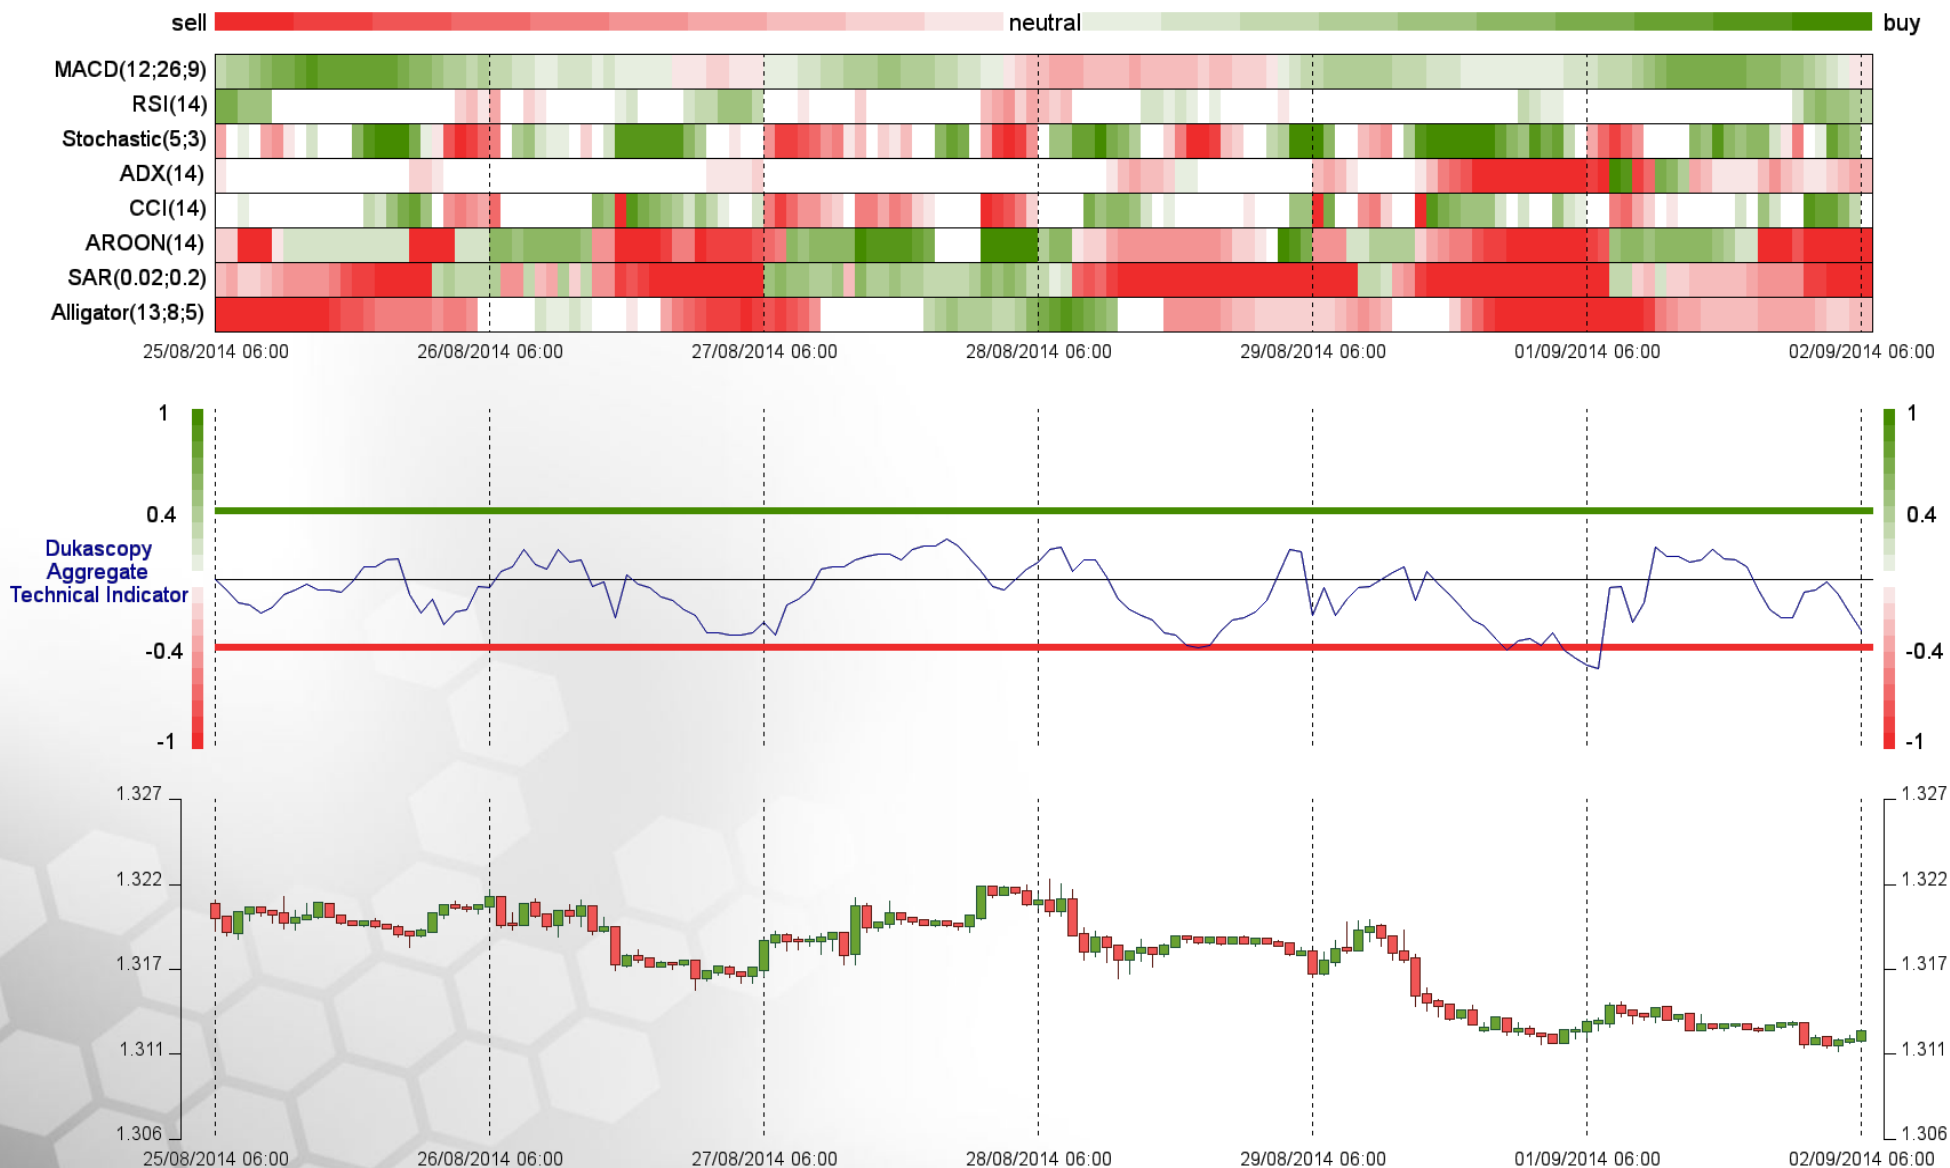 sell neutral buy
MACD(12;26;9)
RSI(14)
Stochastic(5;3)
ADX(14)
CCI(14)
AROON(14)
SAR(0.02;0.2)
Alligator(13;8;5)
25/08/2014 06:00 26/08/2014 06:00 27/08/2014 06:00 28/08/2014 06:00 29/08/2014 06:00 01/09/2014 06:00 02/09/2014 06:00
1 1
0.4 0.4
Dukascopy
Aggregate
Technical Indicator
-0.4 -0.4
-1 -1
1.327 1.327
1.322 1.322
1.317 1.317
1.311 1.311
1.306 1.306
25/08/2014 06:00 26/08/2014 06:00 27/08/2014 06:00 28/08/2014 06:00 29/08/2014 06:00 01/09/2014 06:00 02/09/2014 06:00